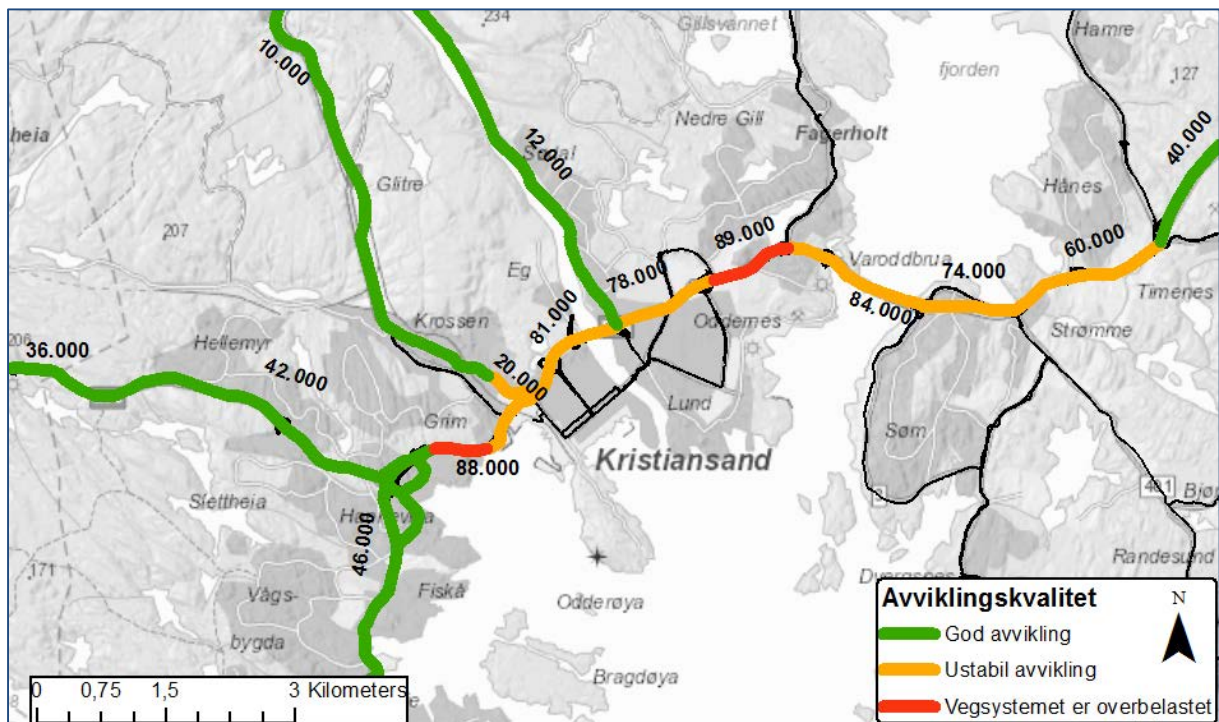 234
Gillsvannet
Hamre
fjorden
127
10.000
Nedre Gill
Fagerholt
12.000
40.000
heia
Glitre
Hånes
207
89.000
60.000
Eg
78.000
Varoddbrua
74.000
81.000
84.000
Timenes
Krossen
Oddernes
Strømme
206
Hellemyr
36.000
42.000
20.000
Grim
Lund
Søm
88.000
Kristiansand
Slettheia
401
46.000
171
Fiskå
Randesund
Vågs-
bygda
Odderøya
Bragdøya
Avviklingskvalitet
N
God avvikling
Ustabil avvikling
Vegsystemet er overbelastet
0 0,75 1,5 3 Kilometers